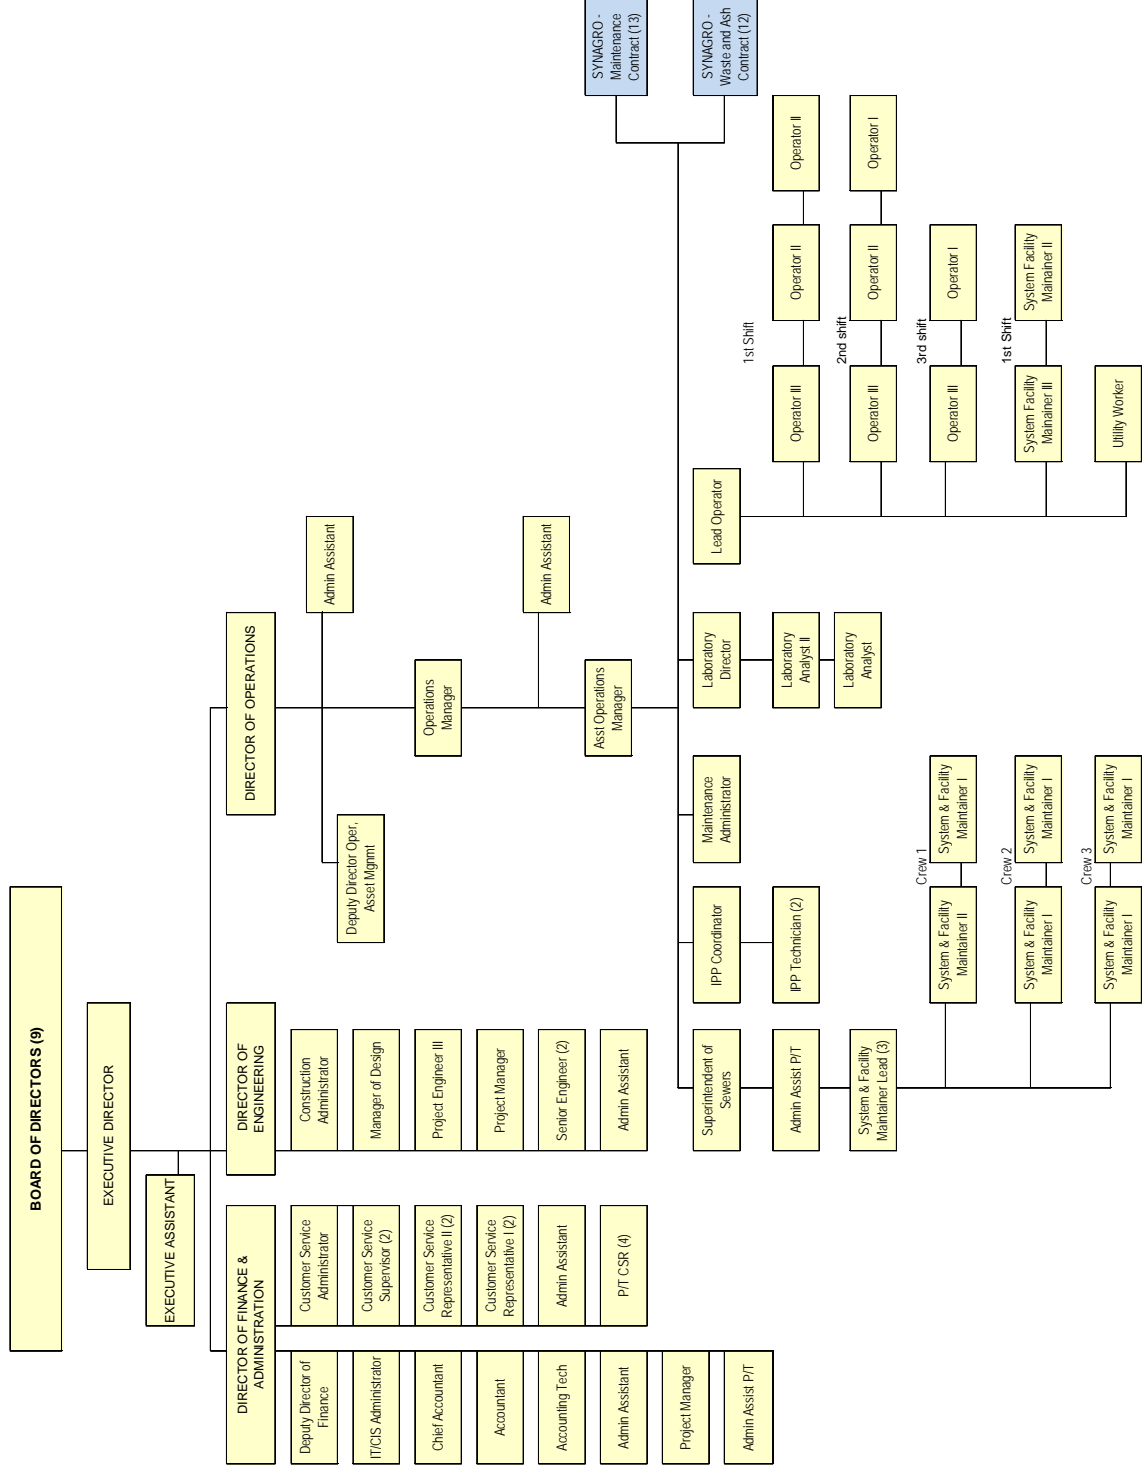 BOARD OF DIRECTORS (9)
EXECUTIVE DIRECTOR
EXECUTIVE ASSISTANT
DIRECTOR OF FINANCE &
ADMINISTRATION
Deputy Director of
Finance
IT/CIS Administrator
Chief Accountant
Accountant
Accounting Tech
Admin Assistant
Project Manager
Admin Assist P/T
Customer Service
Administrator
Customer Service
Supervisor (2)
Customer Service
Representative II (2)
Customer Service
Representative I (2)
Admin Assistant
P/T CSR (4)
DIRECTOR OF
ENGINEERING
Construction
Administrator
Manager of Design
Project Engineer III
Project Manager
Senior Engineer (2)
Admin Assistant
DIRECTOR OF OPERATIONS
Deputy Director Oper,
Asset Mgnmt
Admin Assistant
Operations
Manager
Admin Assistant
Asst Operations
Manager
SYNAGRO -
Maintenance
Contract (13)
SYNAGRO -
Waste and Ash
Contract (12)
Superintendent of
Sewers
Admin Assist P/T
System & Facility
Maintainer Lead (3)
Crew 1
System & Facility
Maintainer II
System & Facility
Maintainer I
Crew 2
System & Facility
Maintainer I
System & Facility
Maintainer I
Crew 3
System & Facility
Maintainer I
System & Facility
Maintainer I
IPP Coordinator
IPP Technician (2)
Maintenance
Administrator
Laboratory
Director
Laboratory
Analyst II
Laboratory
Analyst
Lead Operator
1st Shift
Operator III
Operator II
Operator II
2nd shift
Operator III
Operator II
Operator I
3rd shift
Operator III
Operator I
1st Shift
System Facility
Mainainer III
System Facility
Mainainer II
Utility Worker